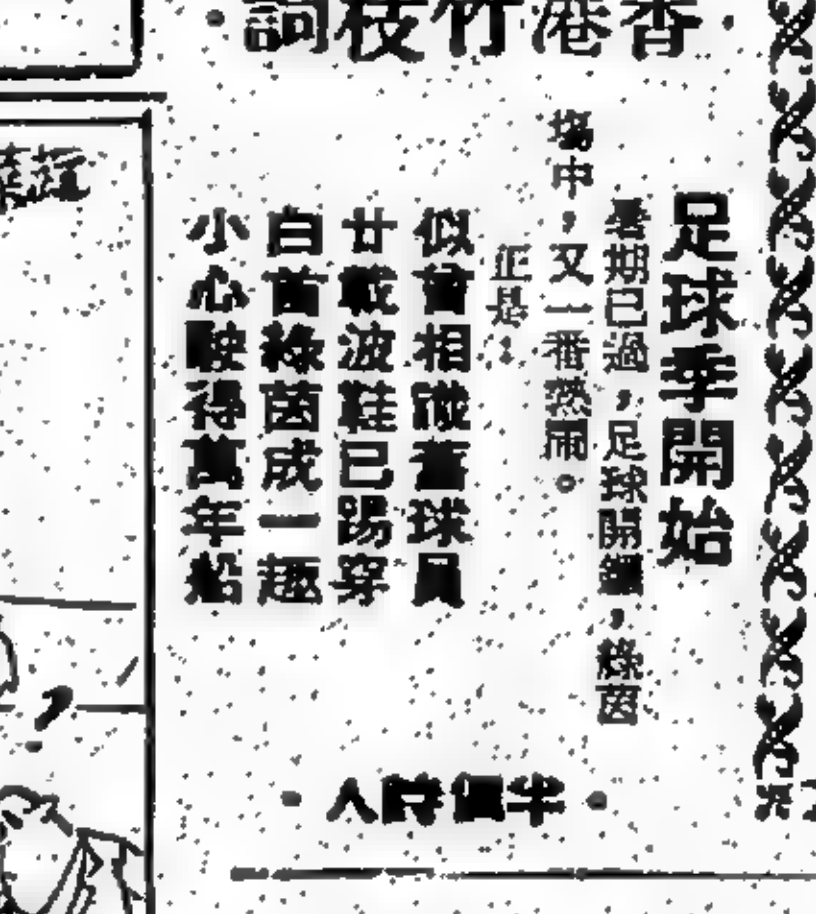 ·香港竹枝詞·
足球季開始
暑期已過，足球開鑼，綠茵
塲中，又一番熱鬧。
正是：
似曾相識舊球員
廿載波鞋已踢穿
白首綠茵成一趣
小心駛得萬年船
·半個時人·